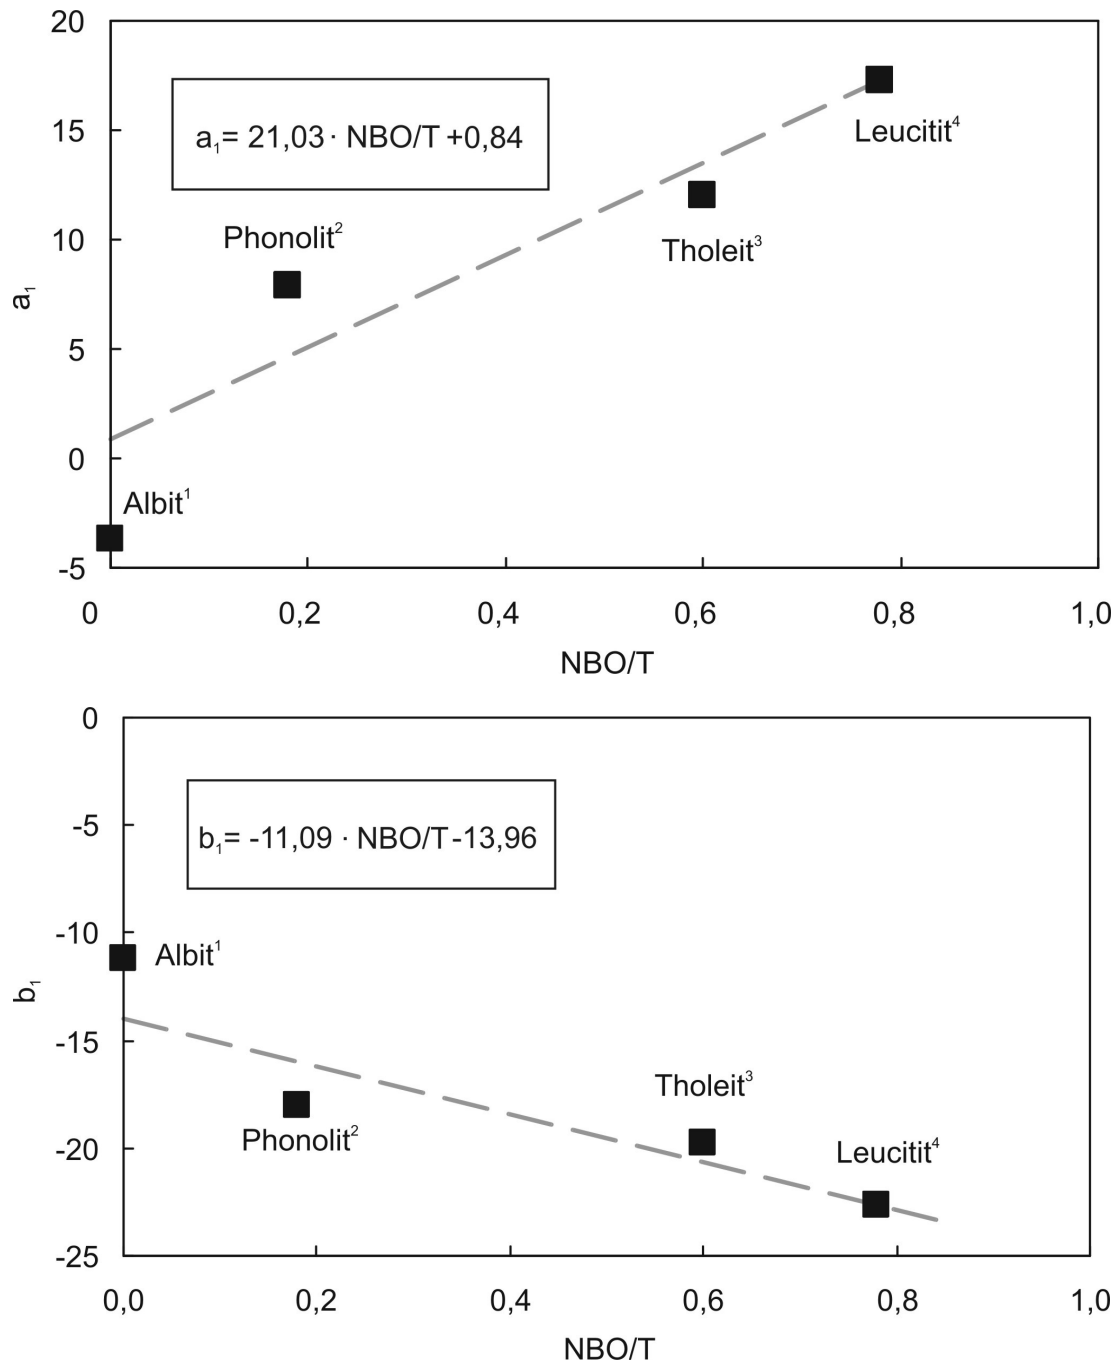 20
a₁= 21,03 · NBO/T +0,84
15
Leucitit⁴
Phonolit²
10
Tholeit³
a₁
5
0
Albit¹
-5
0 0,2 0,4 0,6 0,8 1,0
NBO/T
0
b₁= -11,09 · NBO/T -13,96
-5
-10
Albit¹
b₁
-15
Tholeit³
Phonolit²
-20
Leucitit⁴
-25
0,0 0,2 0,4 0,6 0,8 1,0
NBO/T